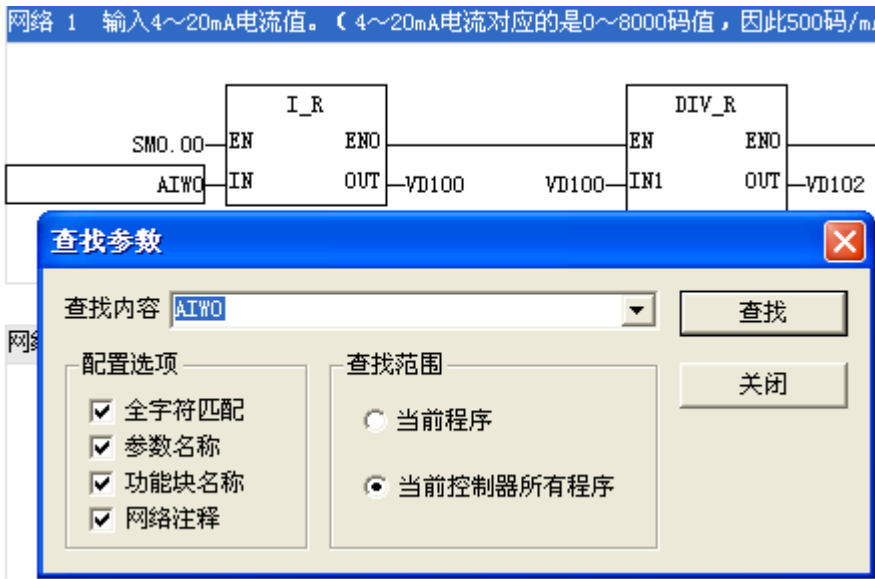 网络 1 输入4～20mA电流值。（4～20mA电流对应的是0～8000码值，因此500码/m
I_R
DIV_R
SM0.00 EN ENO EN ENO
AIW0 IN OUT VD100 VD100 IN1 OUT VD102
查找参数
查找内容 AIW0 查找
网
配置选项 查找范围
关闭
全字符匹配
当前程序
参数名称
功能块名称
当前控制器所有程序
网络注释